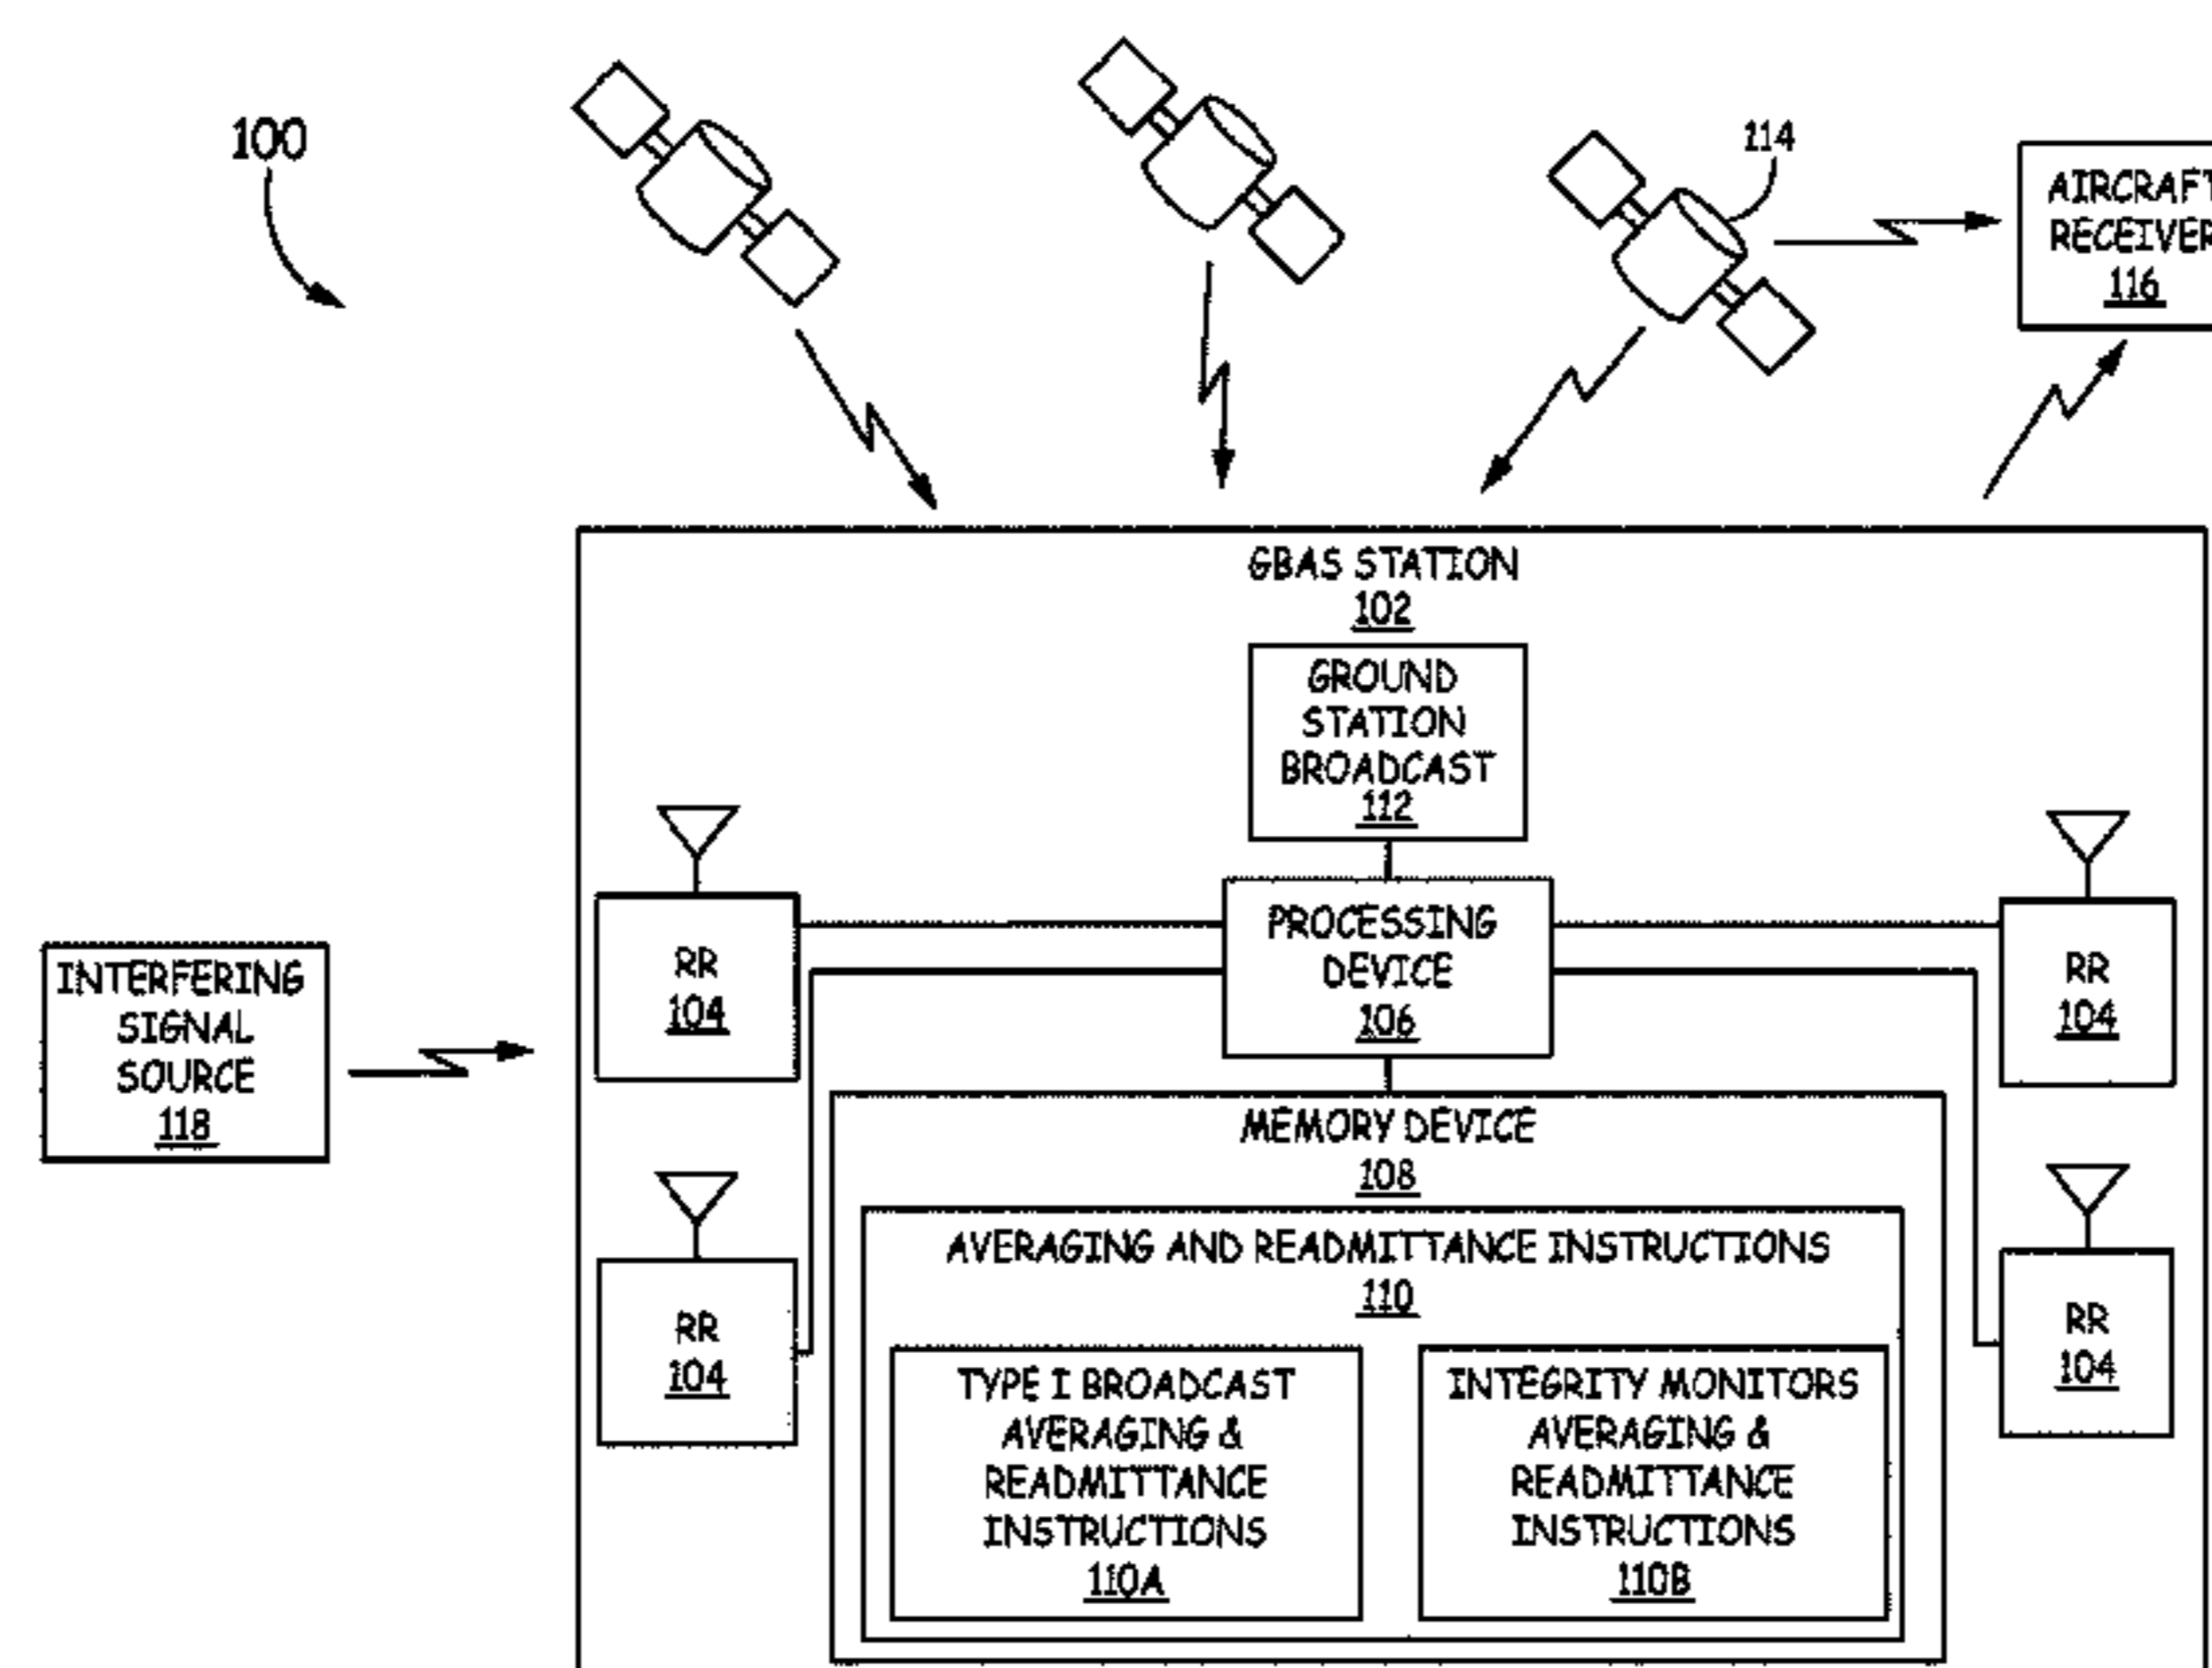 100
114
AIRCRAFT
RECEIVER
116
GBAS STATION
102
GROUND
STATION
BROADCAST
112
PROCESSING
DEVICE
106
RR
104
RR
104
INTERFERING
SIGNAL
SOURCE
118
MEMORY DEVICE
108
AVERAGING AND READMITTANCE INSTRUCTIONS
110
RR
104
RR
104
TYPE I BROADCAST
AVERAGING &
READMITTANCE
INSTRUCTIONS
110A
INTEGRITY MONITORS
AVERAGING &
READMITTANCE
INSTRUCTIONS
110B